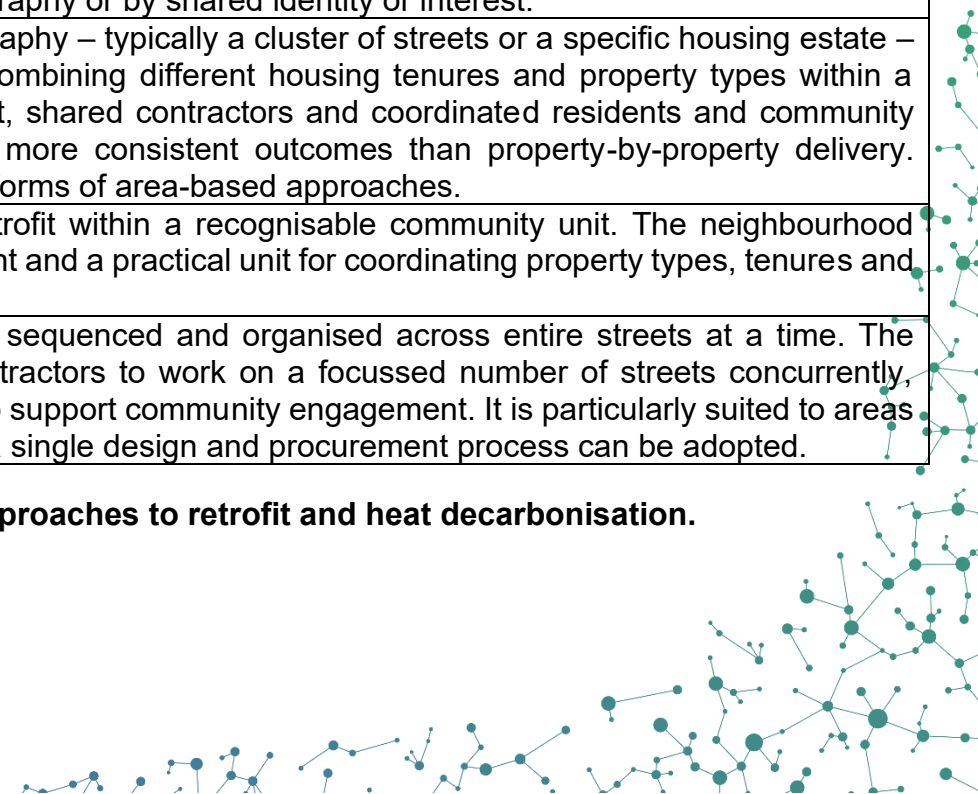 raphy or by shared identity or interest.
aphy – typically a cluster of streets or a specific housing estate –
ombining different housing tenures and property types within a
t, shared contractors and coordinated residents and community
more consistent outcomes than property-by-property delivery.
orms of area-based approaches.
trofit within a recognisable community unit. The neighbourhood
nt and a practical unit for coordinating property types, tenures and
sequenced and organised across entire streets at a time. The
tractors to work on a focussed number of streets concurrently,
support community engagement. It is particularly suited to areas
single design and procurement process can be adopted.
proaches to retrofit and heat decarbonisation.